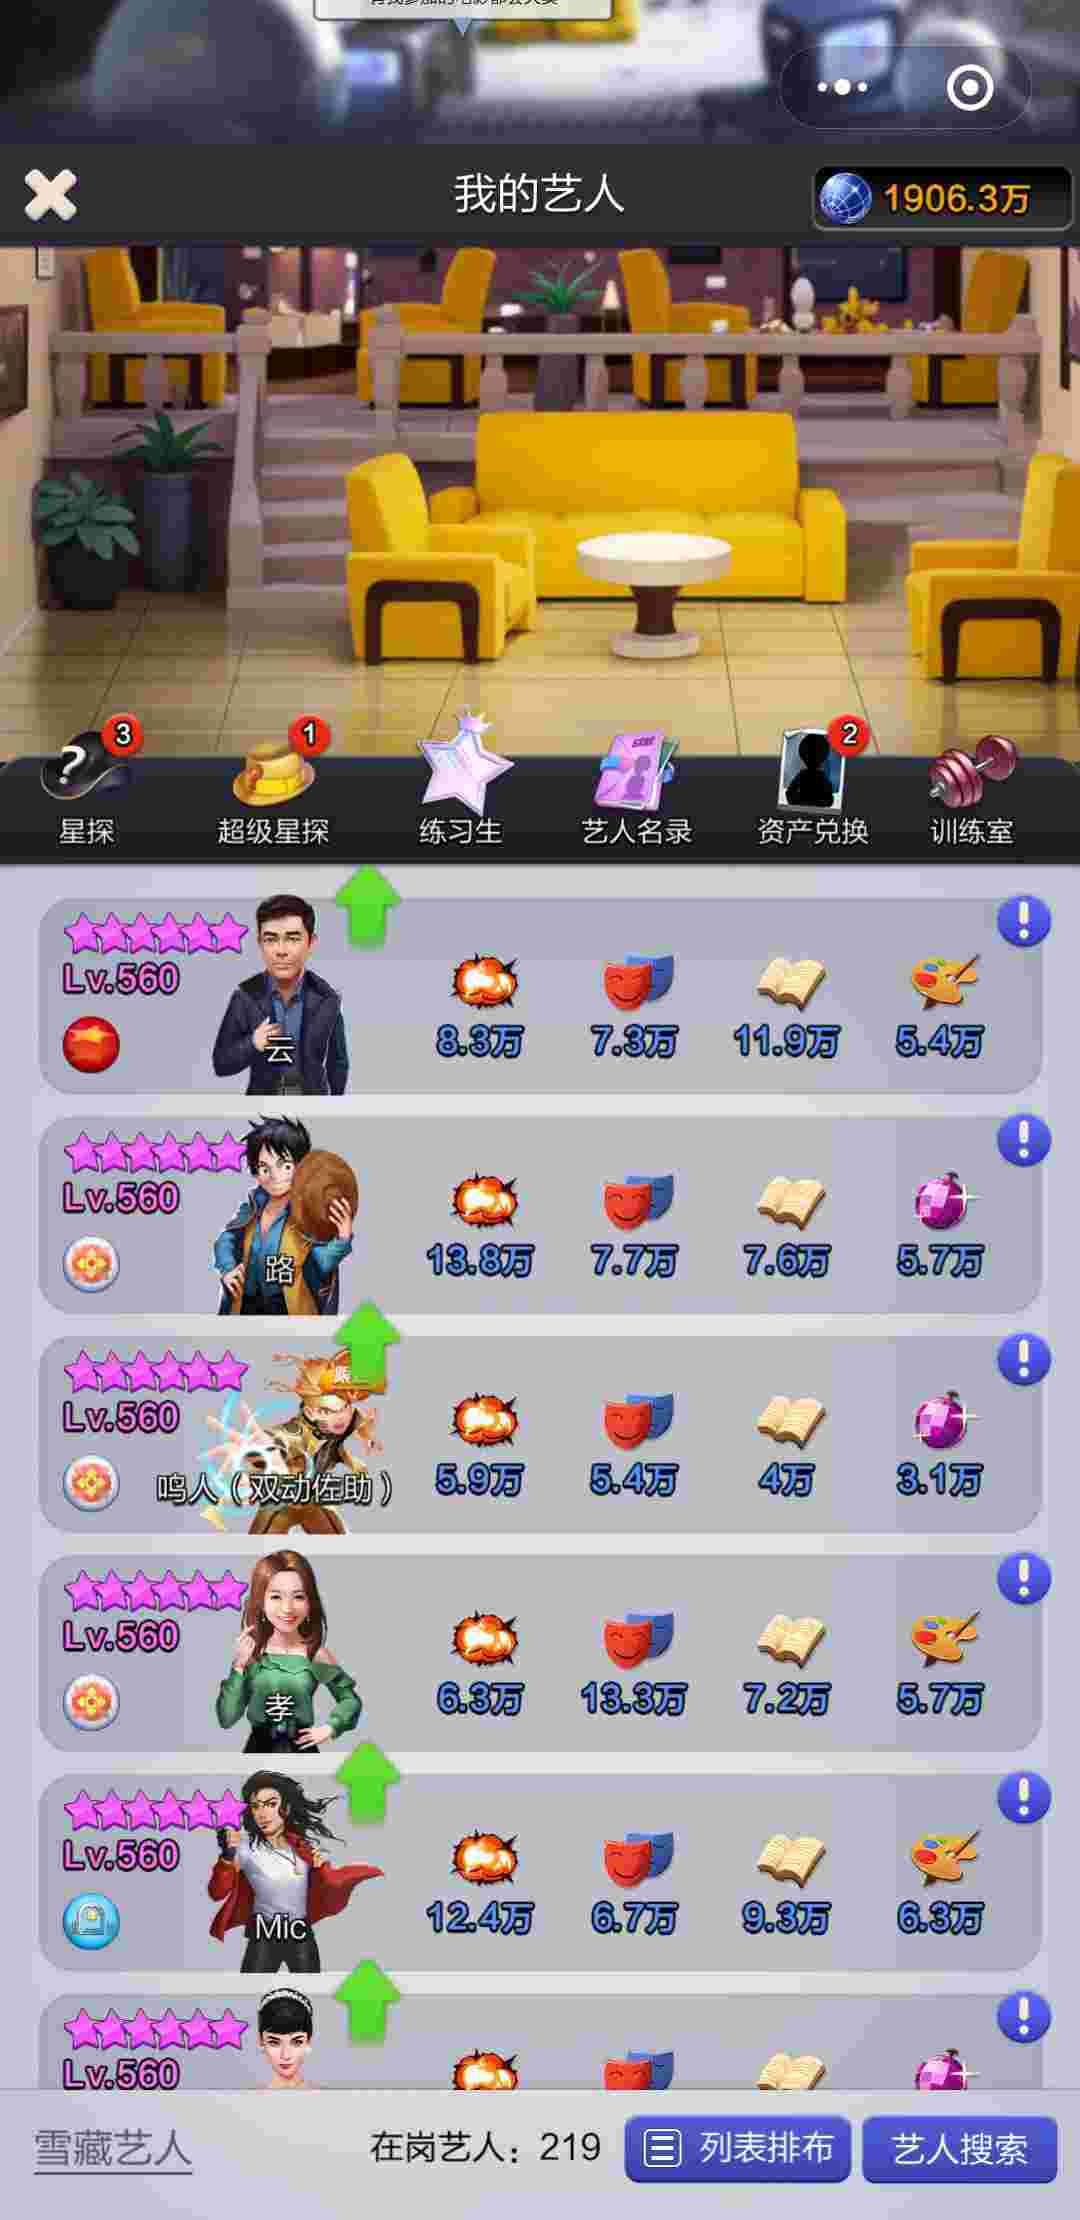 我的艺人
1906.3万
3
1
2
?
星探
超级星探
练习生
艺人名录
资产兑换
训练室
Lv.560
云
8.3万
7.3万
11.9万
5.4万
Lv.560
路
13.8万
7.7万
7.6万
5.7万
Lv.560
鸣人（双动佐助）
5.9万
5.4万
4万
3.1万
Lv.560
孝
6.3万
13.3万
7.2万
5.7万
Lv.560
Mic
12.4万
6.7万
9.3万
6.3万
Lv.560
雪藏艺人
在岗艺人：219
列表排布
艺人搜索